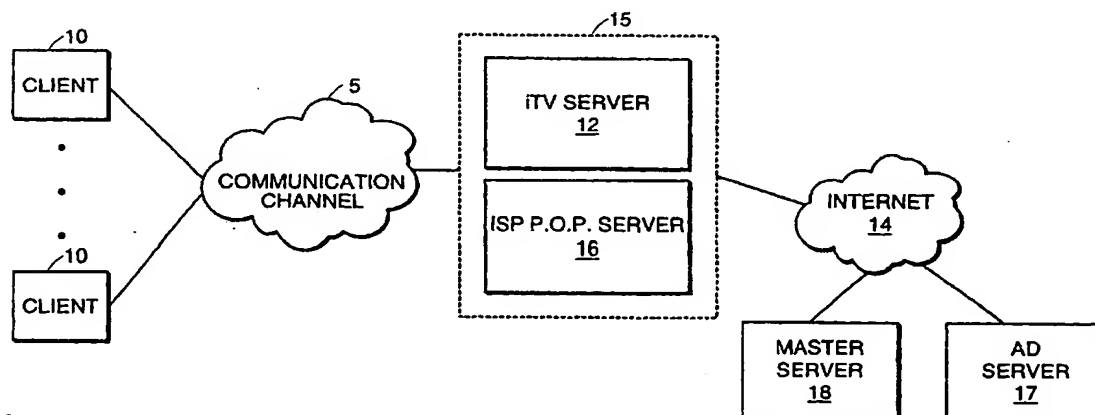 10
CLIENT
10
CLIENT
5
COMMUNICATION
CHANNEL
15
iTV SERVER
12
ISP P.O.P. SERVER
16
INTERNET
14
MASTER
SERVER
18
AD
SERVER
17